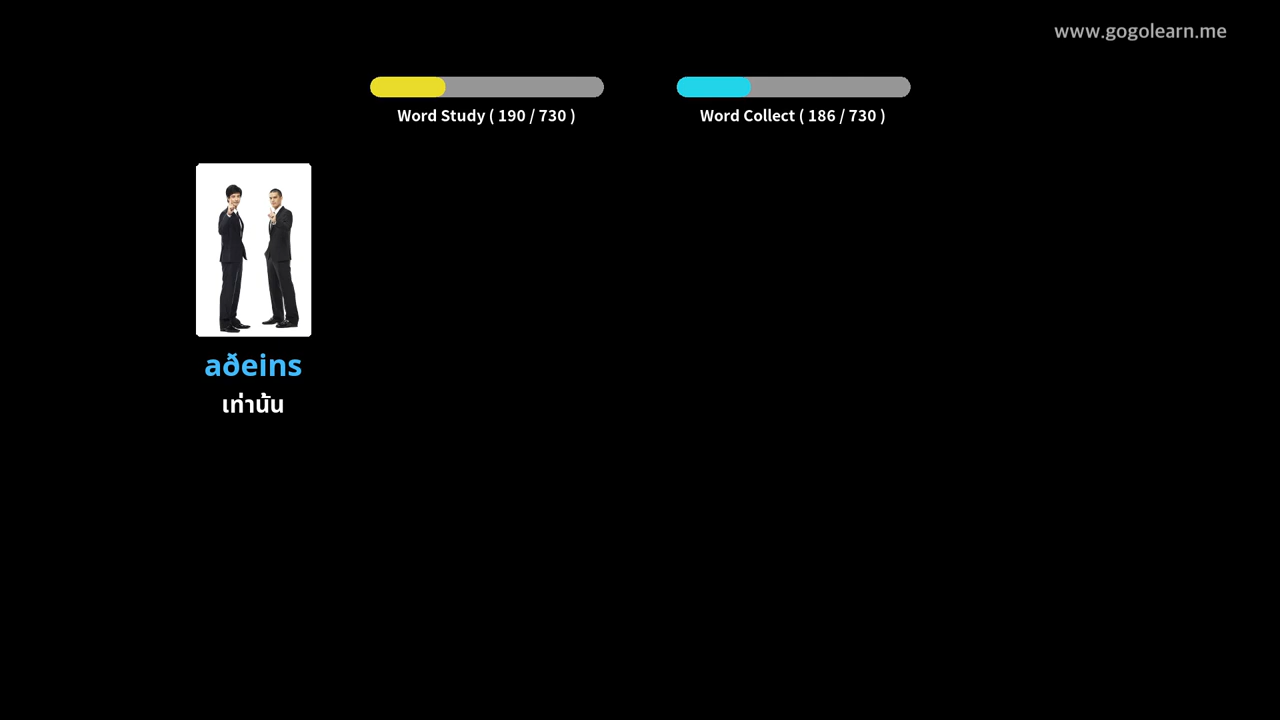 www.gogolearn.me
Word Study ( 190 / 730 )
Word Collect ( 186 / 730 )
aðeins
เท่านั้น